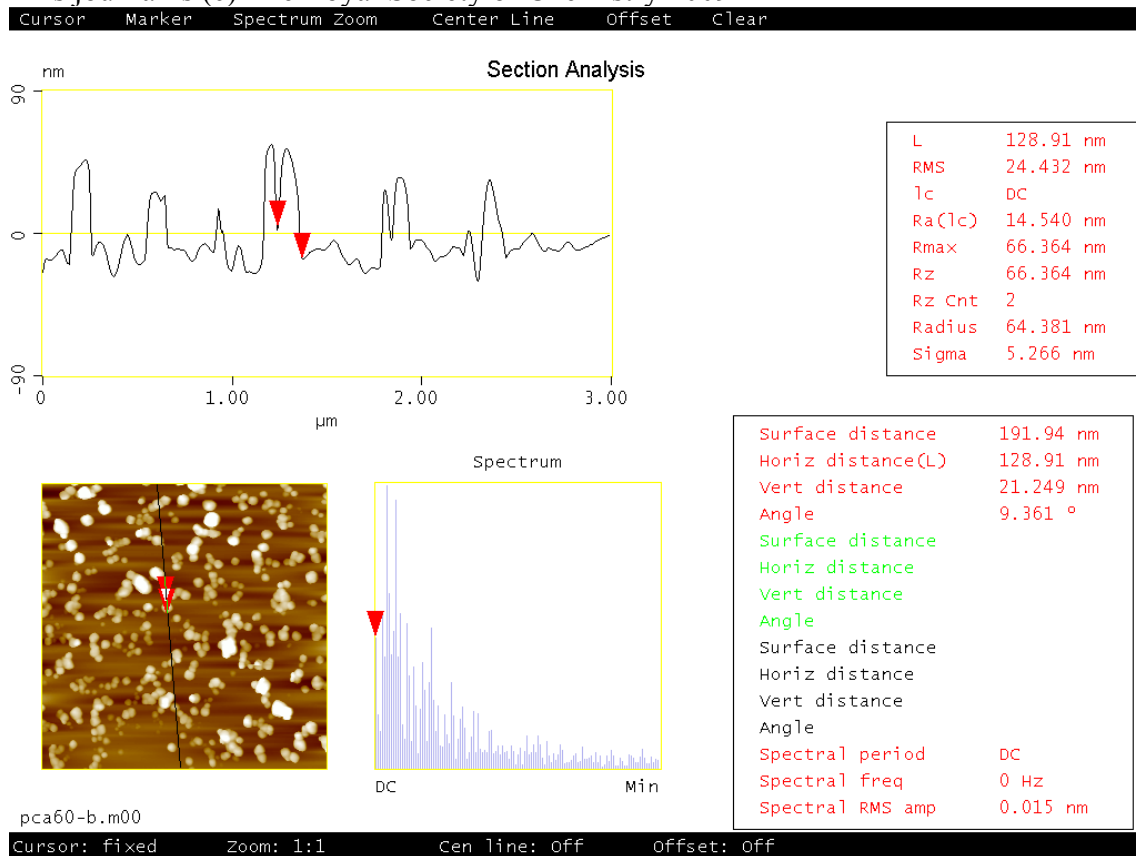 Cursor Marker Spectrum Zoom Center Line Offset Clear
Section Analysis
nm
90
0
-90
0 1.00 2.00 3.00
µm
L 128.91 nm
RMS 24.432 nm
lc DC
Ra(lc) 14.540 nm
Rmax 66.364 nm
Rz 66.364 nm
Rz Cnt 2
Radius 64.381 nm
Sigma 5.266 nm
Spectrum
DC Min
Surface distance 191.94 nm
Horiz distance(L) 128.91 nm
Vert distance 21.249 nm
Angle 9.361 º
Surface distance
Horiz distance
Vert distance
Angle
Surface distance
Horiz distance
Vert distance
Angle
Spectral period DC
Spectral freq 0 Hz
Spectral RMS amp 0.015 nm
pca60-b.m00
Cursor: fixed Zoom: 1:1 Cen line: Off Offset: Off